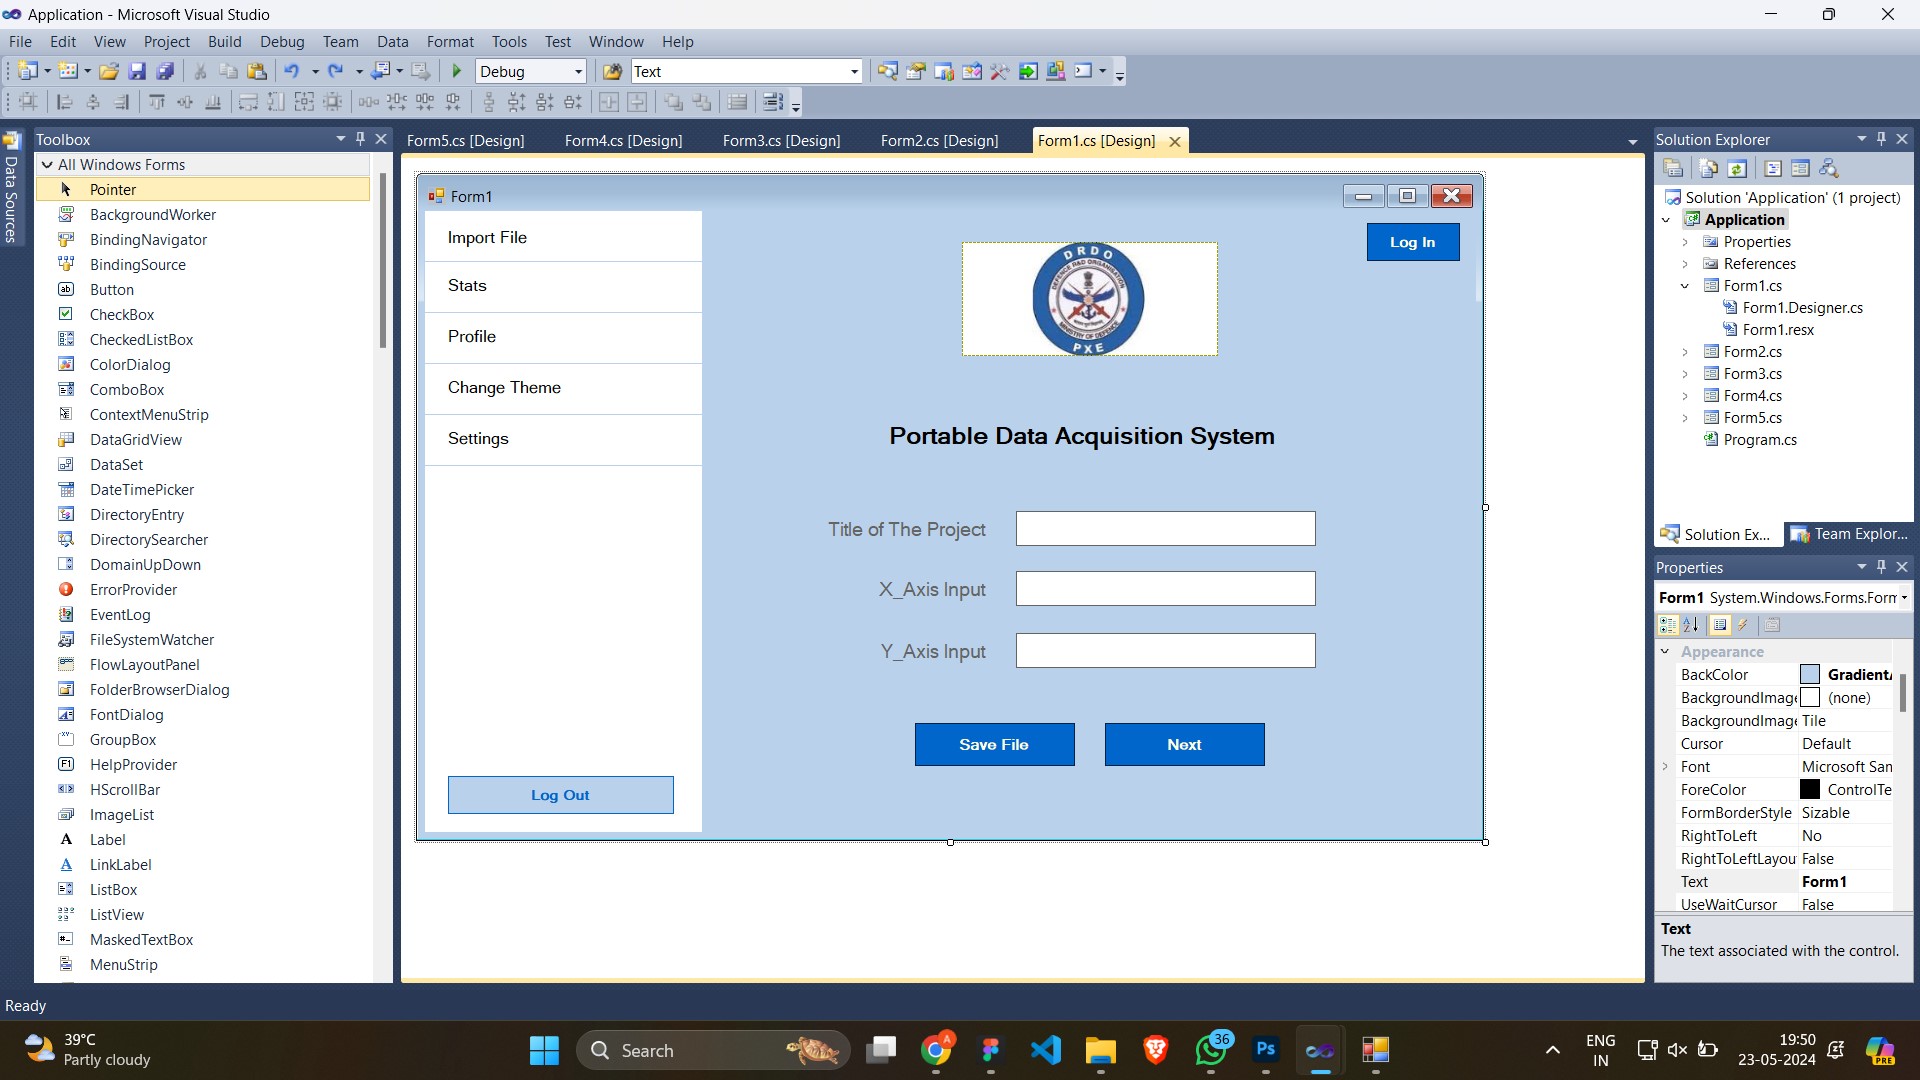 Application - Microsoft Visual Studio
File Edit View Project Build Debug Team Data Format Tools Test Window Help
Debug
Text
Data Sources
Toolbox
All Windows Forms
Pointer
BackgroundWorker
BindingNavigator
BindingSource
Button
CheckBox
CheckedListBox
ColorDialog
ComboBox
ContextMenuStrip
DataGridView
DataSet
DateTimePicker
DirectoryEntry
DirectorySearcher
DomainUpDown
ErrorProvider
EventLog
FileSystemWatcher
FlowLayoutPanel
FolderBrowserDialog
FontDialog
GroupBox
HelpProvider
HScrollBar
ImageList
Label
LinkLabel
ListBox
ListView
MaskedTextBox
MenuStrip
Form5.cs [Design] Form4.cs [Design] Form3.cs [Design] Form2.cs [Design] Form1.cs [Design]
Form1
Import File
Stats
Profile
Change Theme
Settings
Log Out
Log In
DRDO
DEFENCE R&D ORGANISATION
MINISTRY OF DEFENCE
PXE
Portable Data Acquisition System
Title of The Project
X_Axis Input
Y_Axis Input
Save File Next
Solution Explorer
Solution 'Application' (1 project)
Application
Properties
References
Form1.cs
Form1.Designer.cs
Form1.resx
Form2.cs
Form3.cs
Form4.cs
Form5.cs
Program.cs
Solution Ex... Team Explor...
Properties
Form1 System.Windows.Forms.Form
Appearance
BackColor Gradient
BackgroundImage (none)
BackgroundImage Tile
Cursor Default
Font Microsoft San
ForeColor ControlTe
FormBorderStyle Sizable
RightToLeft No
RightToLeftLayou False
Text Form1
UseWaitCursor False
Text
The text associated with the control.
Ready
39°C
Partly cloudy
Search
A
36
Ps
ENG
IN
19:50
23-05-2024
PRE